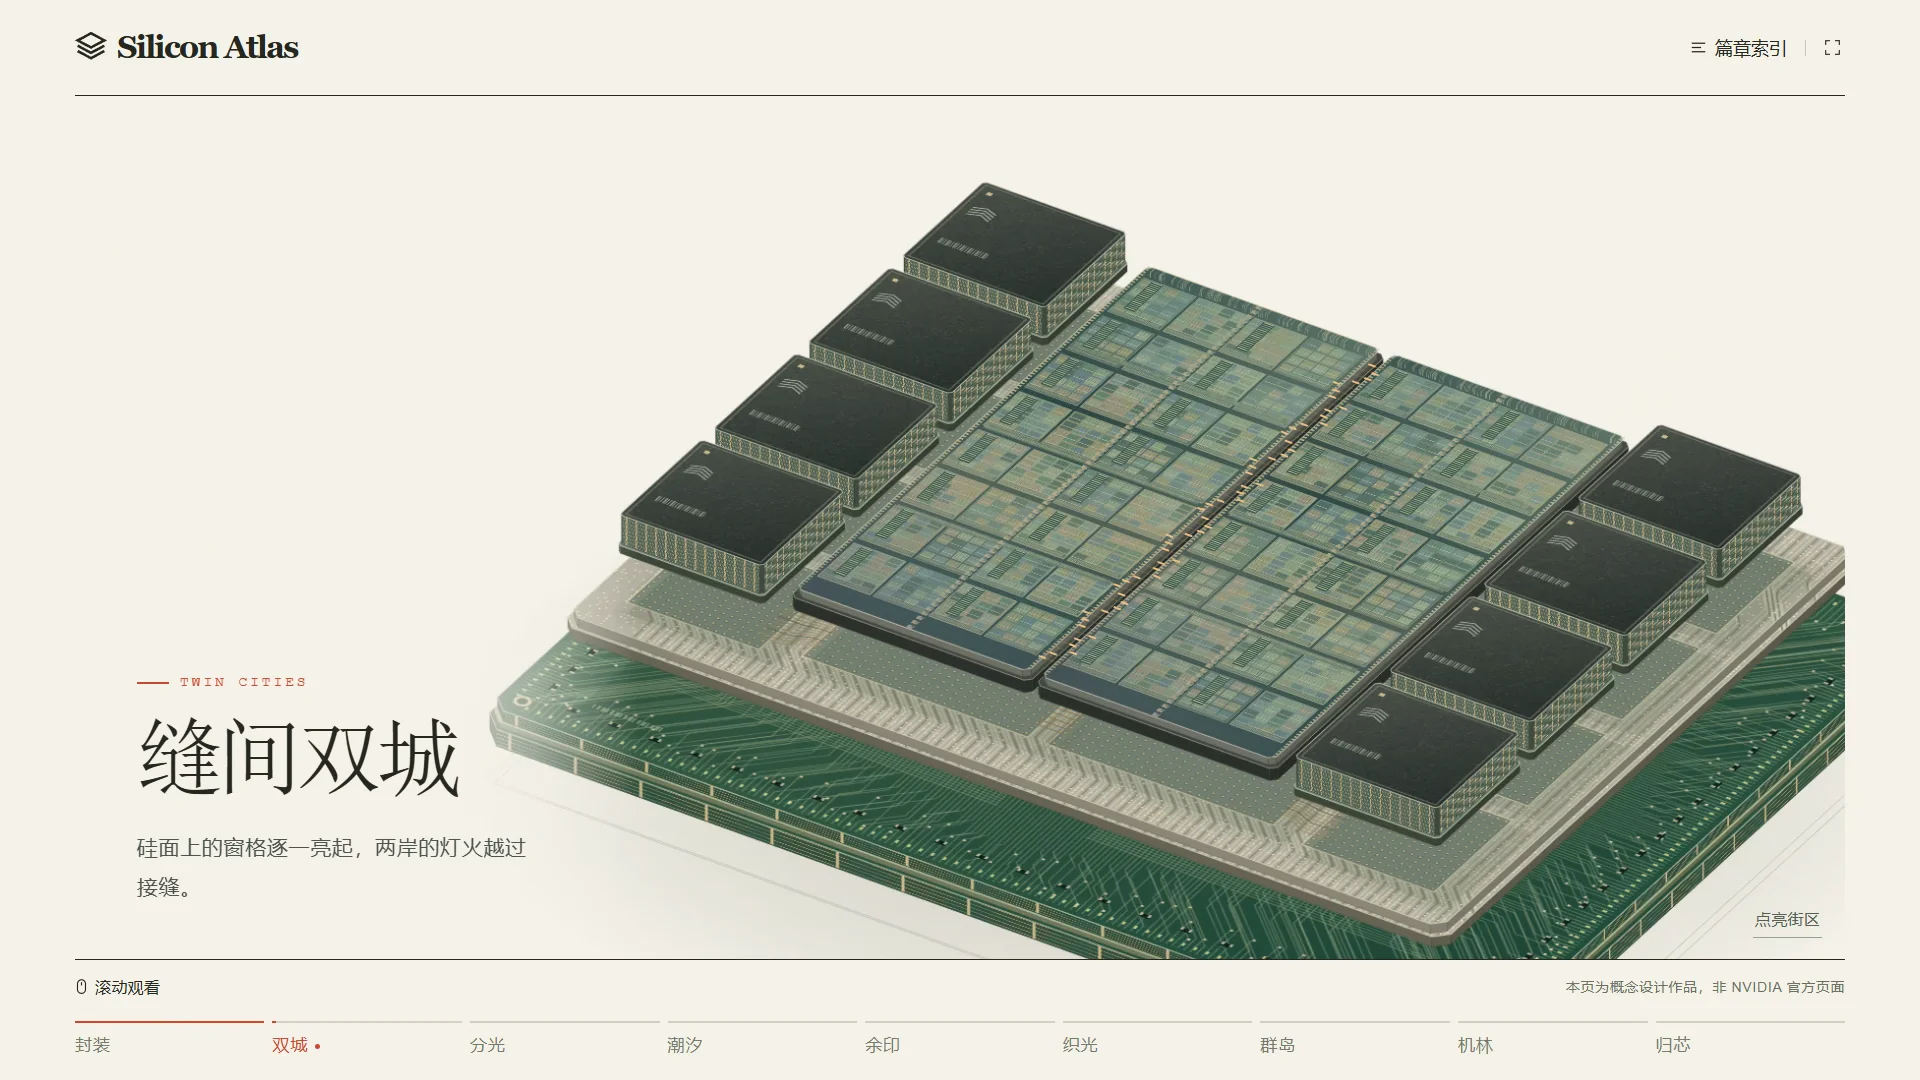 Silicon Atlas
篇章索引
TWIN CITIES
缝间双城
硅面上的窗格逐一亮起，两岸的灯火越过
接缝。
点亮街区
滚动观看
本页为概念设计作品，非 NVIDIA 官方页面
封装
双城
分光
潮汐
余印
织光
群岛
机林
归芯